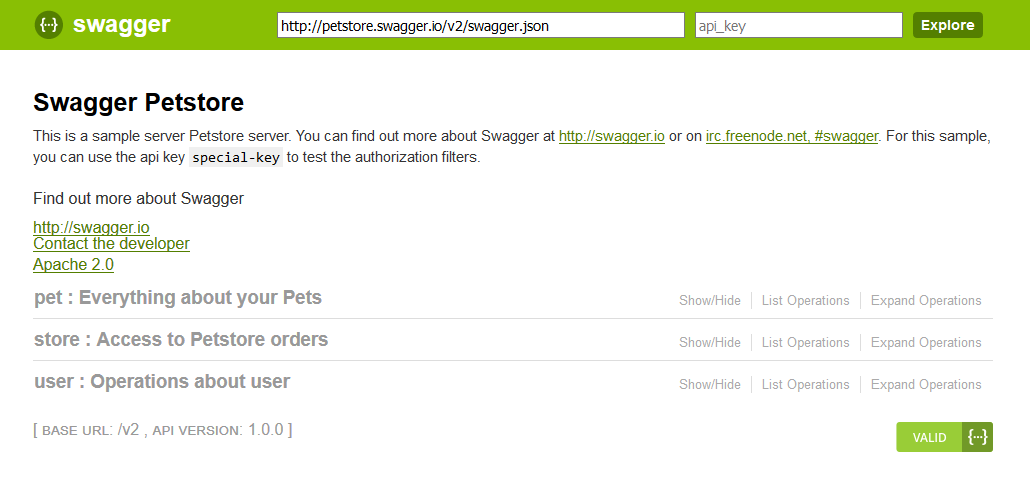 {···} swagger http://petstore.swagger.io/v2/swagger.json api_key Explore
Swagger Petstore
This is a sample server Petstore server. You can find out more about Swagger at http://swagger.io or on irc.freenode.net, #swagger. For this sample,
you can use the api key special-key to test the authorization filters.
Find out more about Swagger
http://swagger.io
Contact the developer
Apache 2.0
pet : Everything about your Pets Show/Hide List Operations Expand Operations
store : Access to Petstore orders Show/Hide List Operations Expand Operations
user : Operations about user Show/Hide List Operations Expand Operations
[ BASE URL: /v2 , API VERSION: 1.0.0 ] VALID {···}